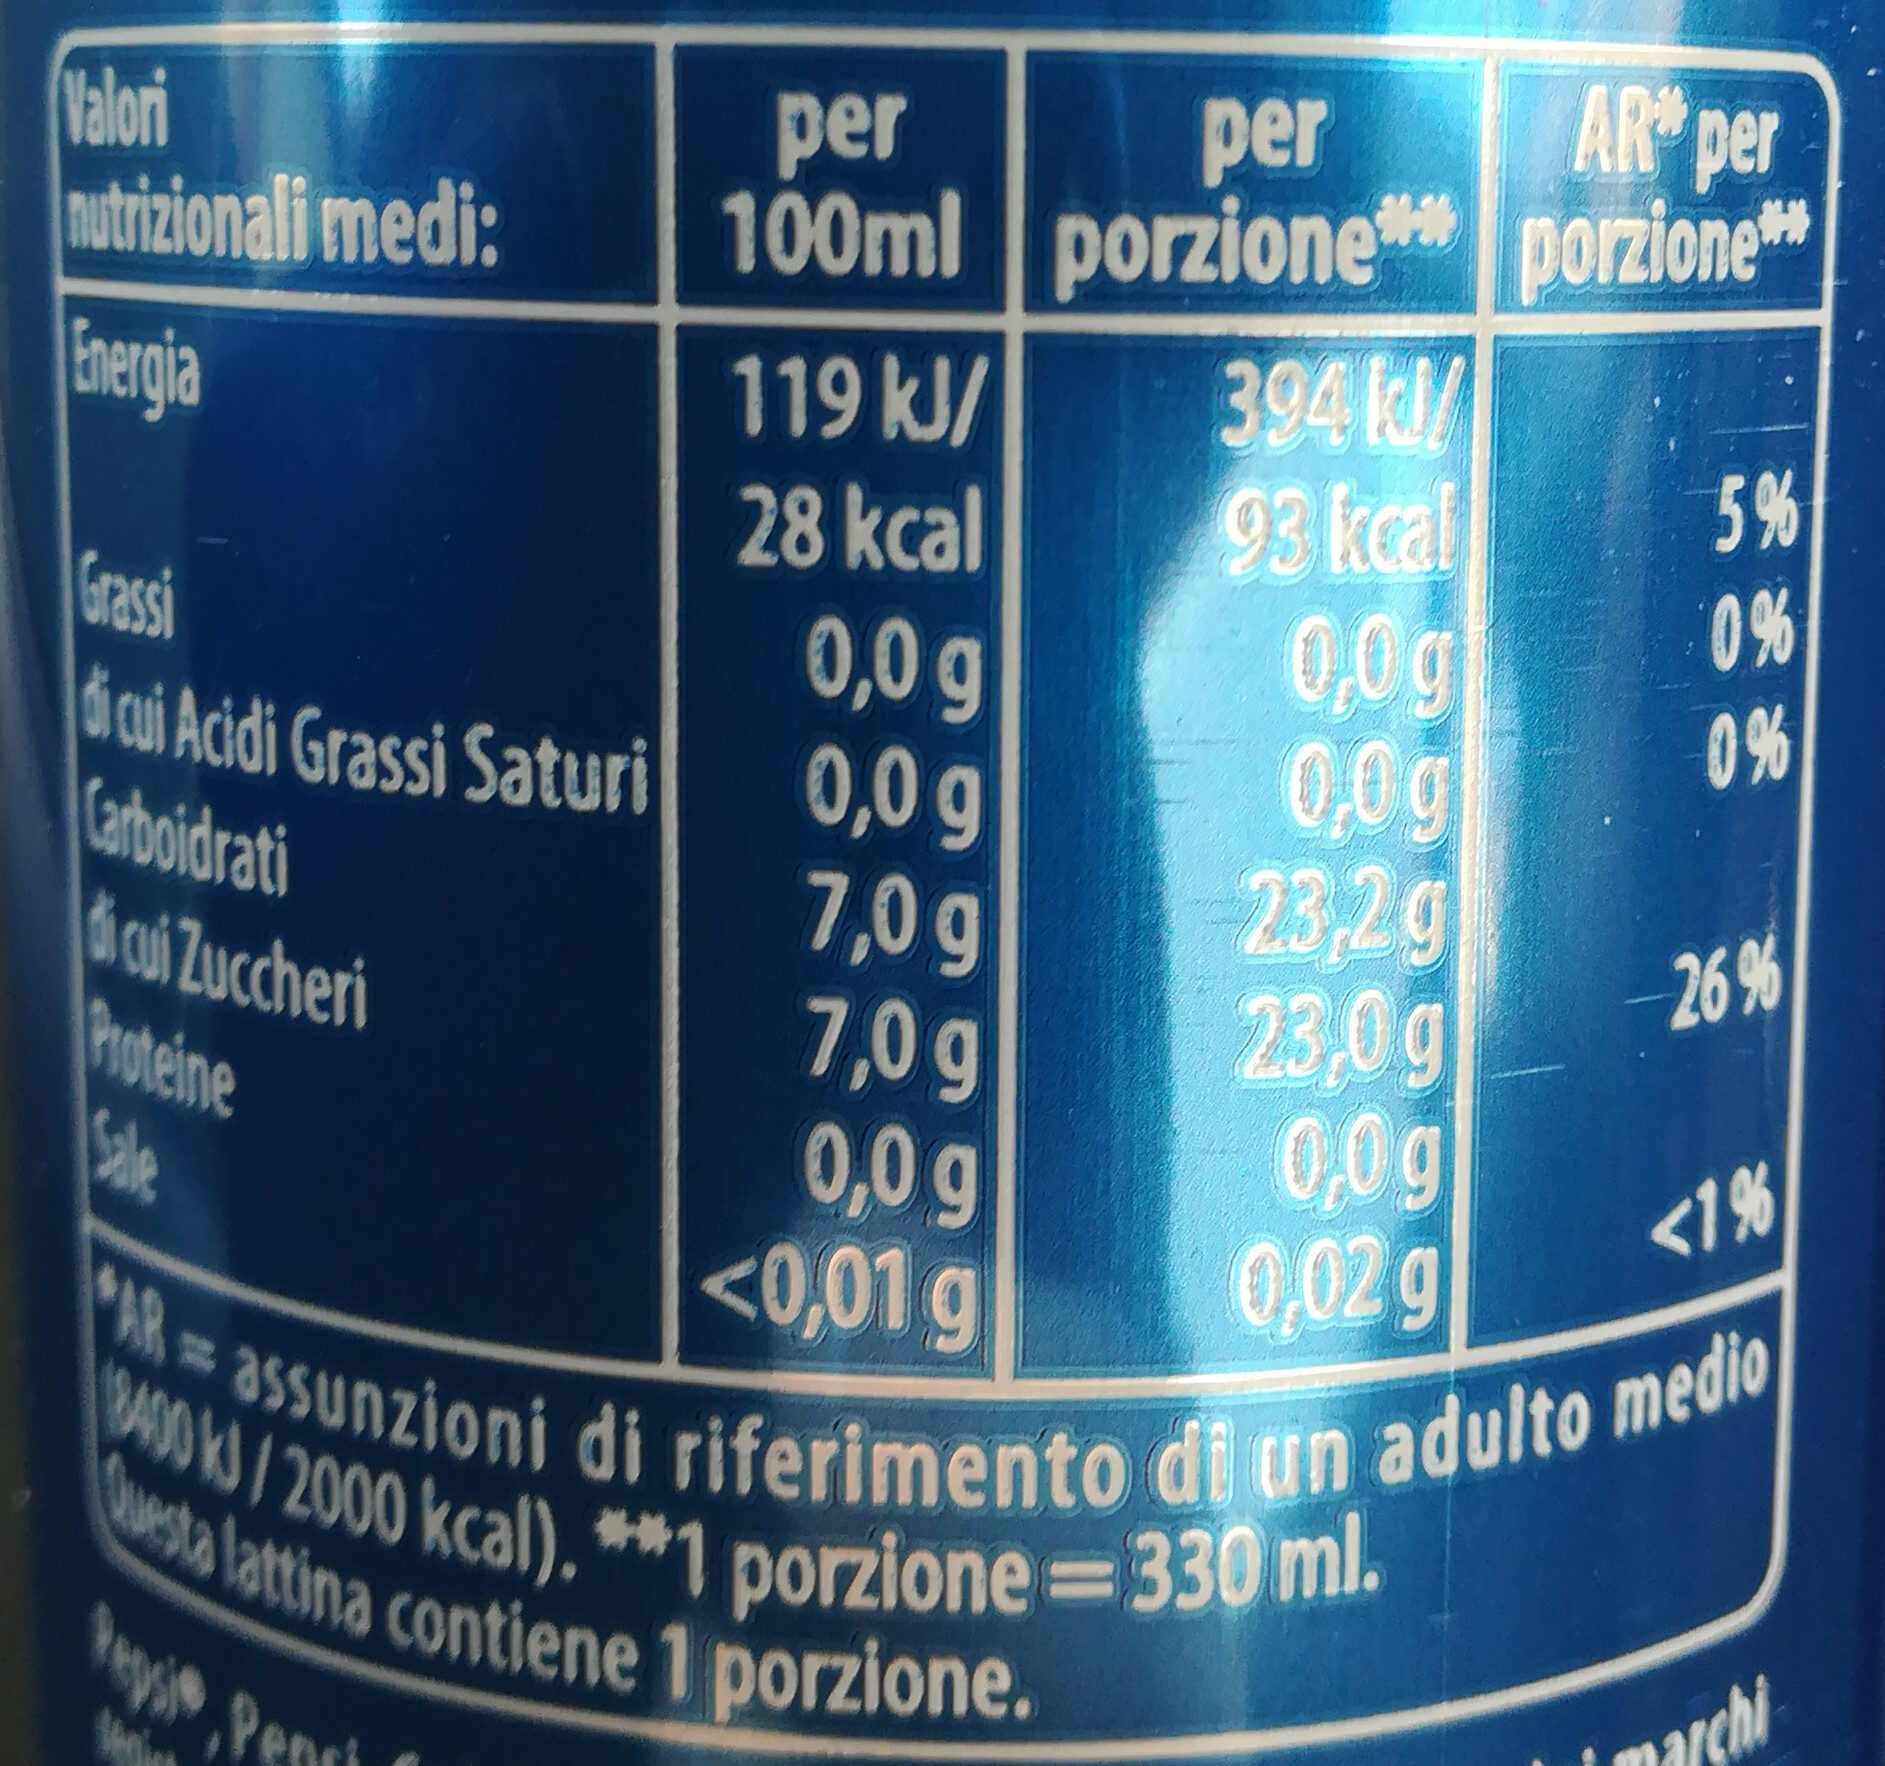 Valori nutrizionali medi: per 100ml per porzione** AR* per porzione**
Energia 119 kJ/ 394 kJ/
28 kcal 93 kcal 5 %
Grassi 0,0 g 0,0 g 0 %
di cui Acidi Grassi Saturi 0,0 g 0,0 g 0 %
Carboidrati 7,0 g 23,2 g
di cui Zuccheri 7,0 g 23,0 g 26 %
Proteine 0,0 g 0,0 g
Sale <0,01 g 0,02 g <1 %
*AR = assunzioni di riferimento di un adulto medio
(8400 kJ / 2000 kcal). **1 porzione = 330 ml.
Questa lattina contiene 1 porzione.
Pepsi®, Pepsi marchi